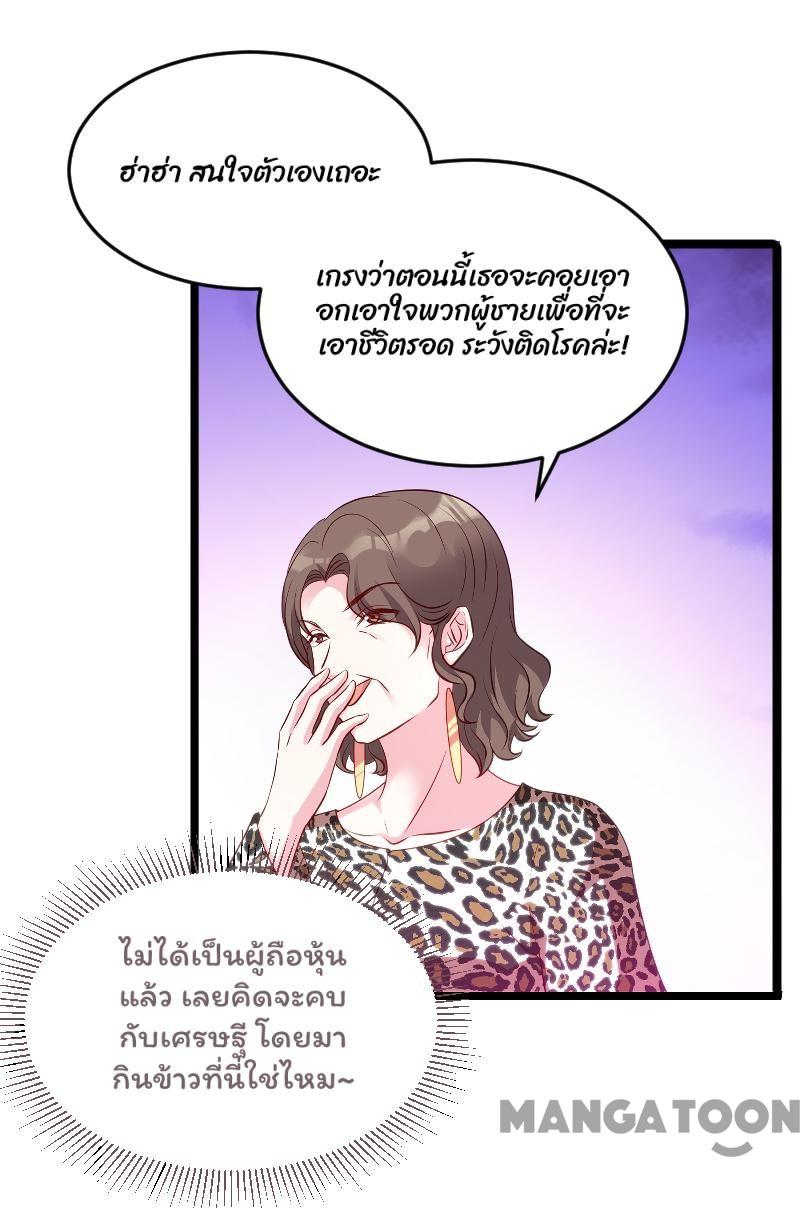 ฮ่าฮ่า สนใจตัวเองเถอะ
เกรงว่าตอนนี้เธอจะคอยเอา
อกเอาใจพวกผู้ชายเพื่อที่จะ
เอาชีวิตรอด ระวังติดโรคล่ะ!
ไม่ได้เป็นผู้ถือหุ้น
แล้ว เลยคิดจะคบ
กับเศรษฐี โดยมา
กินข้าวที่นี่ใช่ไหม~
MANGATOON